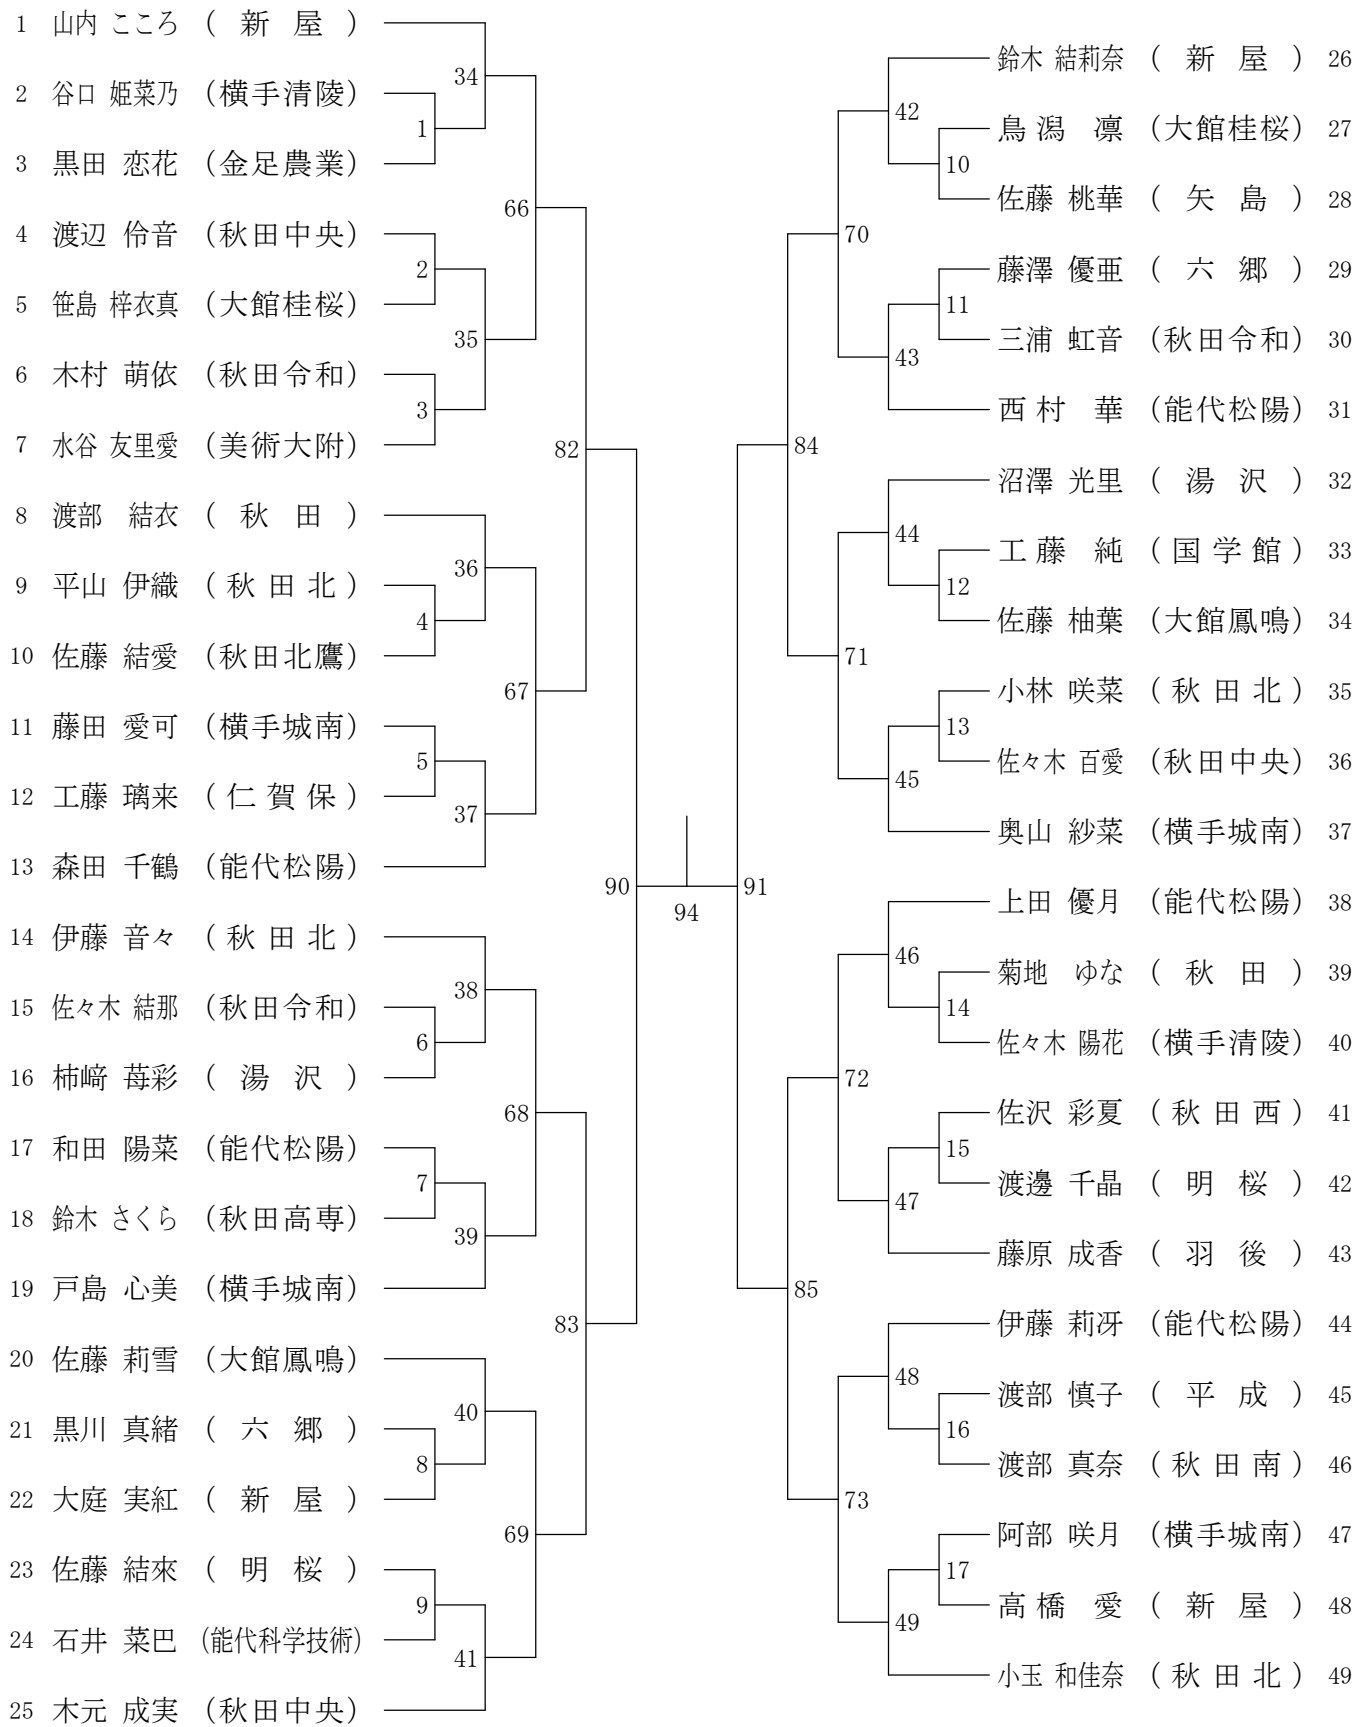 1 山内 こころ （ 新 屋 ）
2 谷口 姫菜乃 （横手清陵）
3 黒田 恋花 （金足農業）
4 渡辺 伶音 （秋田中央）
5 笹島 梓衣真 （大館桂桜）
6 木村 萌依 （秋田令和）
7 水谷 友里愛 （美術大附）
8 渡部 結衣 （ 秋 田 ）
9 平山 伊織 （ 秋 田 北 ）
10 佐藤 結愛 （秋田北鷹）
11 藤田 愛可 （横手城南）
12 工藤 璃来 （ 仁 賀 保 ）
13 森田 千鶴 （能代松陽）
14 伊藤 音々 （ 秋 田 北 ）
15 佐々木 結那 （秋田令和）
16 柿﨑 苺彩 （ 湯 沢 ）
17 和田 陽菜 （能代松陽）
18 鈴木 さくら （秋田高専）
19 戸島 心美 （横手城南）
20 佐藤 莉雪 （大館鳳鳴）
21 黒川 真緒 （ 六 郷 ）
22 大庭 実紅 （ 新 屋 ）
23 佐藤 結來 （ 明 桜 ）
24 石井 菜巴 （能代科学技術）
25 木元 成実 （秋田中央）
1
2
3
4
5
6
7
8
9
34
35
36
37
38
39
40
41
66
67
68
69
82
83
90
94
91
84
85
70
71
72
73
42
43
44
45
46
47
48
49
10
11
12
13
14
15
16
17
鈴木 結莉奈 （ 新 屋 ） 26
鳥 潟 凛 （大館桂桜） 27
佐藤 桃華 （ 矢 島 ） 28
藤澤 優亜 （ 六 郷 ） 29
三浦 虹音 （秋田令和） 30
西 村 華 （能代松陽） 31
沼澤 光里 （ 湯 沢 ） 32
工 藤 純 （ 国 学 館 ） 33
佐藤 柚葉 （大館鳳鳴） 34
小林 咲菜 （ 秋 田 北 ） 35
佐々木 百愛 （秋田中央） 36
奥山 紗菜 （横手城南） 37
上田 優月 （能代松陽） 38
菊地 ゆな （ 秋 田 ） 39
佐々木 陽花 （横手清陵） 40
佐沢 彩夏 （ 秋 田 西 ） 41
渡邊 千晶 （ 明 桜 ） 42
藤原 成香 （ 羽 後 ） 43
伊藤 莉冴 （能代松陽） 44
渡部 慎子 （ 平 成 ） 45
渡部 真奈 （ 秋 田 南 ） 46
阿部 咲月 （横手城南） 47
高 橋 愛 （ 新 屋 ） 48
小玉 和佳奈 （ 秋 田 北 ） 49